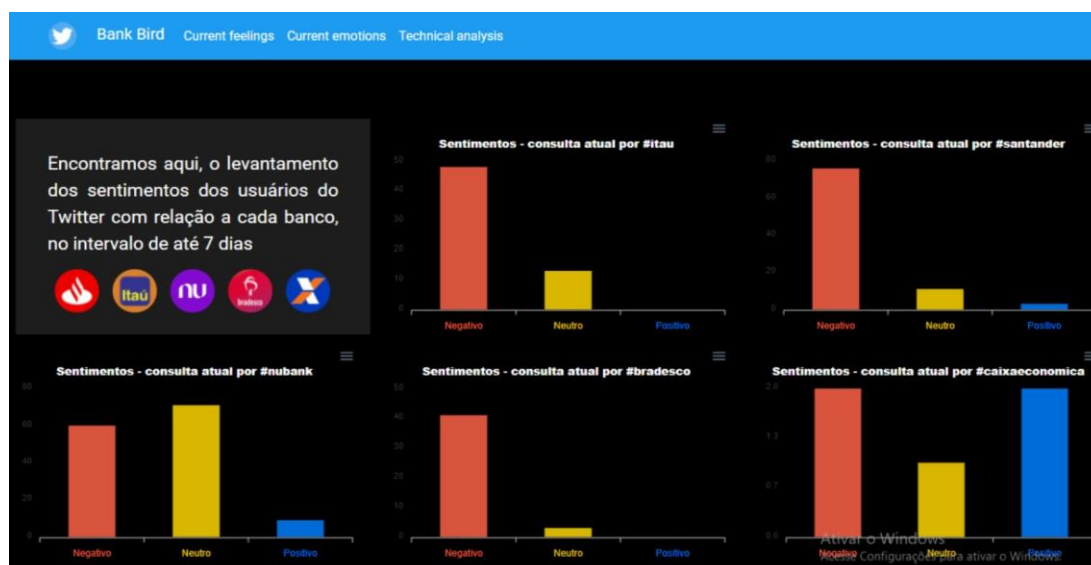 Bank Bird Current feelings Current emotions Technical analysis
Encontramos aqui, o levantamento
dos sentimentos dos usuários do
Twitter com relação a cada banco,
no intervalo de até 7 dias
Itaú nu bradesco
Sentimentos - consulta atual por #itau
50
40
30
20
10
0
Negativo Neutro Positivo
Sentimentos - consulta atual por #santander
80
60
40
20
0
Negativo Neutro Positivo
Sentimentos - consulta atual por #nubank
80
60
40
20
0
Negativo Neutro Positivo
Sentimentos - consulta atual por #bradesco
50
40
30
20
10
0
Negativo Neutro Positivo
Sentimentos - consulta atual por #caixaeconomica
2.0
1.3
0.7
0.0
Negativo Neutro Positivo
Ativar o Windows
Acesse Configurações para ativar o Windows.